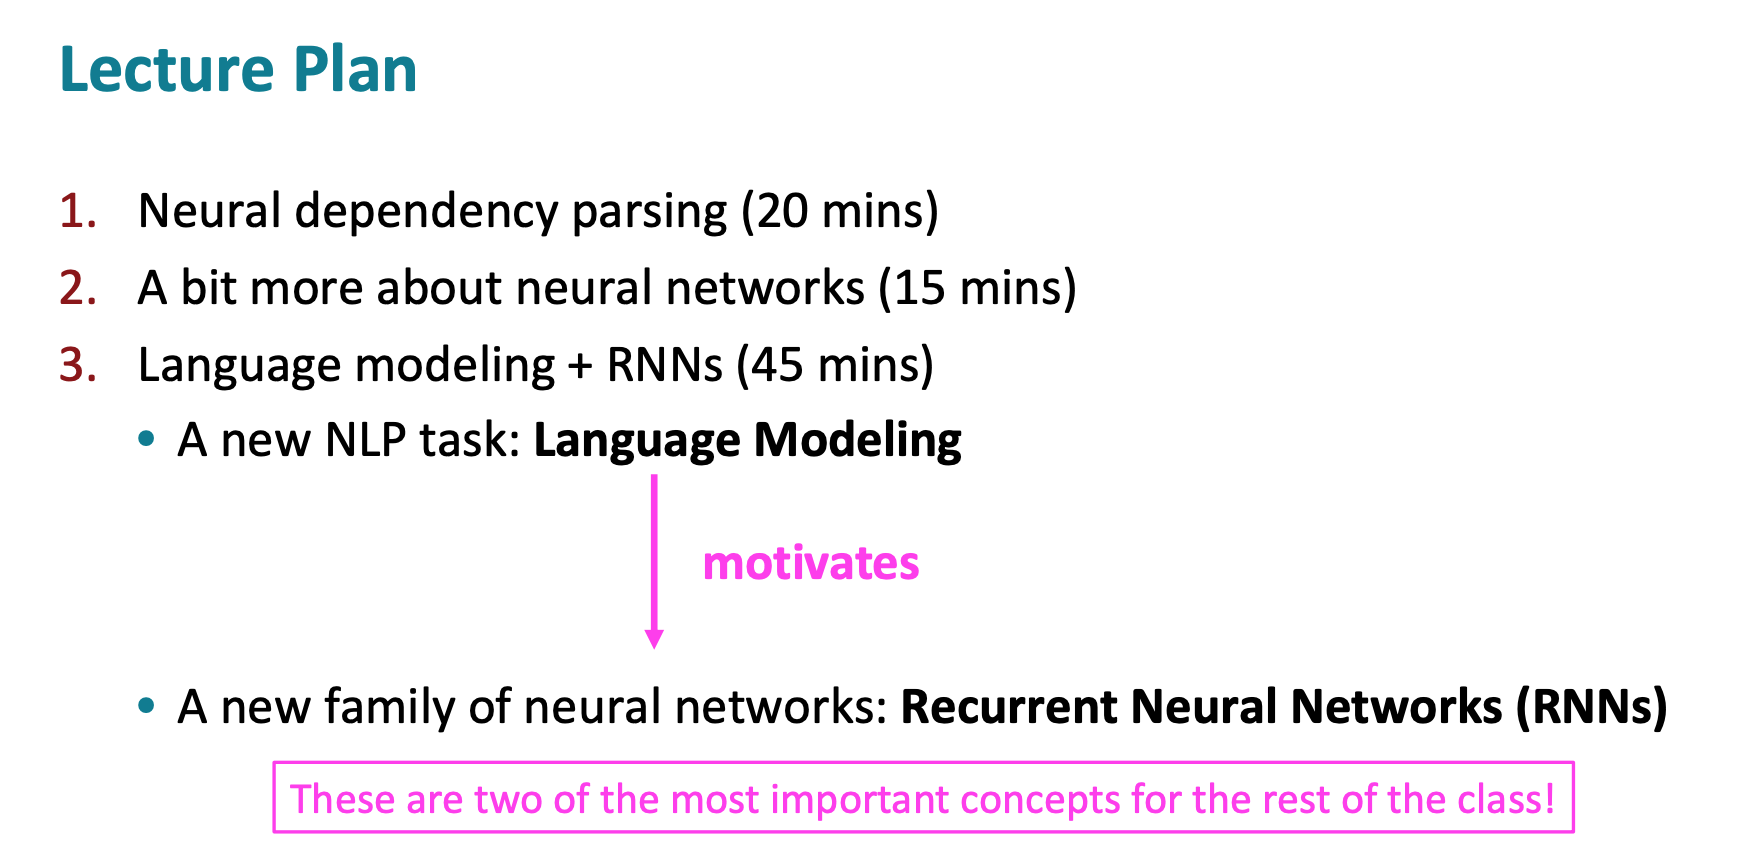 Lecture Plan
1. Neural dependency parsing (20 mins)
2. A bit more about neural networks (15 mins)
3. Language modeling + RNNs (45 mins)
• A new NLP task: Language Modeling
motivates
• A new family of neural networks: Recurrent Neural Networks (RNNs)
These are two of the most important concepts for the rest of the class!